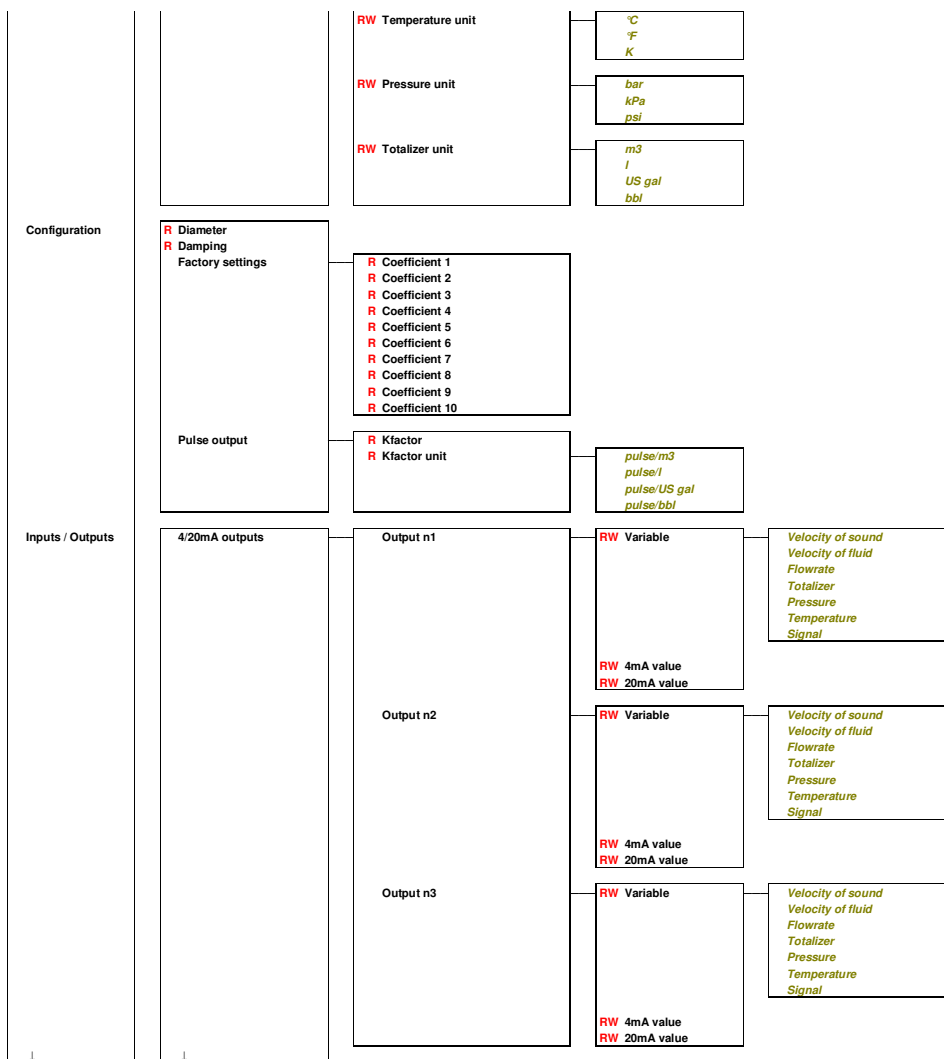 RW Temperature unit
°C
°F
K
RW Pressure unit
bar
kPa
psi
RW Totalizer unit
m3
l
US gal
bbl
Configuration
R Diameter
R Damping
Factory settings
R Coefficient 1
R Coefficient 2
R Coefficient 3
R Coefficient 4
R Coefficient 5
R Coefficient 6
R Coefficient 7
R Coefficient 8
R Coefficient 9
R Coefficient 10
Pulse output
R Kfactor
R Kfactor unit
pulse/m3
pulse/l
pulse/US gal
pulse/bbl
Inputs / Outputs
4/20mA outputs
Output n1
RW Variable
Velocity of sound
Velocity of fluid
Flowrate
Totalizer
Pressure
Temperature
Signal
RW 4mA value
RW 20mA value
Output n2
RW Variable
Velocity of sound
Velocity of fluid
Flowrate
Totalizer
Pressure
Temperature
Signal
RW 4mA value
RW 20mA value
Output n3
RW Variable
Velocity of sound
Velocity of fluid
Flowrate
Totalizer
Pressure
Temperature
Signal
RW 4mA value
RW 20mA value